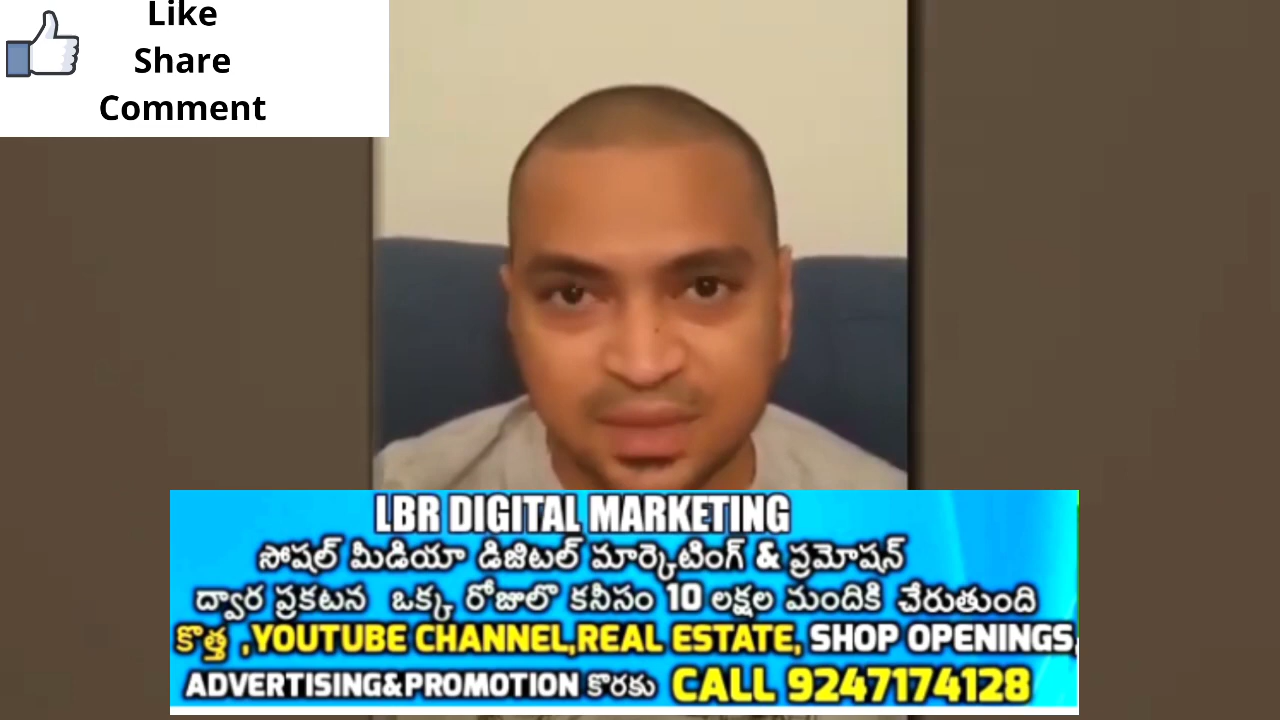 Like
Share
Comment
LBR DIGITAL MARKETING
సోషల్ మీడియా డిజిటల్ మార్కెటింగ్ & ప్రమోషన్
ద్వార ప్రకటన ఒక్క రోజులొ కనీసం 10 లక్షల మందికి చేరుతుంది
కొత్త ,YOUTUBE CHANNEL,REAL ESTATE, SHOP OPENINGS,
ADVERTISING&PROMOTION కొరకు CALL 9247174128